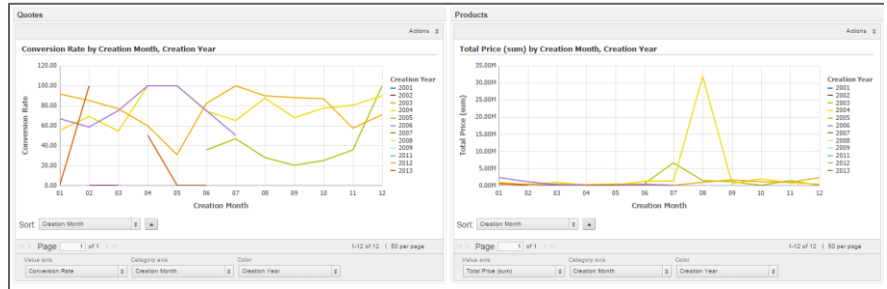 Quotes
Actions
Conversion Rate by Creation Month, Creation Year
120.00
100.00
80.00
60.00
40.00
20.00
0.00
Conversion Rate
01 02 03 04 05 06 07 08 09 10 11 12
Creation Month
Creation Year
2001
2002
2003
2004
2005
2006
2007
2008
2009
2011
2012
2013
Sort: Creation Month
Page 1 of 1
1-12 of 12 | 50 per page
Value axis Category axis Color
Conversion Rate Creation Month Creation Year
Products
Actions
Total Price (sum) by Creation Month, Creation Year
35.00M
30.00M
25.00M
20.00M
15.00M
10.00M
5.00M
0.00M
Total Price (sum)
01 02 03 04 05 06 07 08 09 10 11 12
Creation Month
Creation Year
2001
2002
2003
2004
2005
2006
2007
2008
2009
2011
2012
2013
Sort: Creation Month
Page 1 of 1
1-12 of 12 | 50 per page
Value axis Category axis Color
Total Price (sum) Creation Month Creation Year